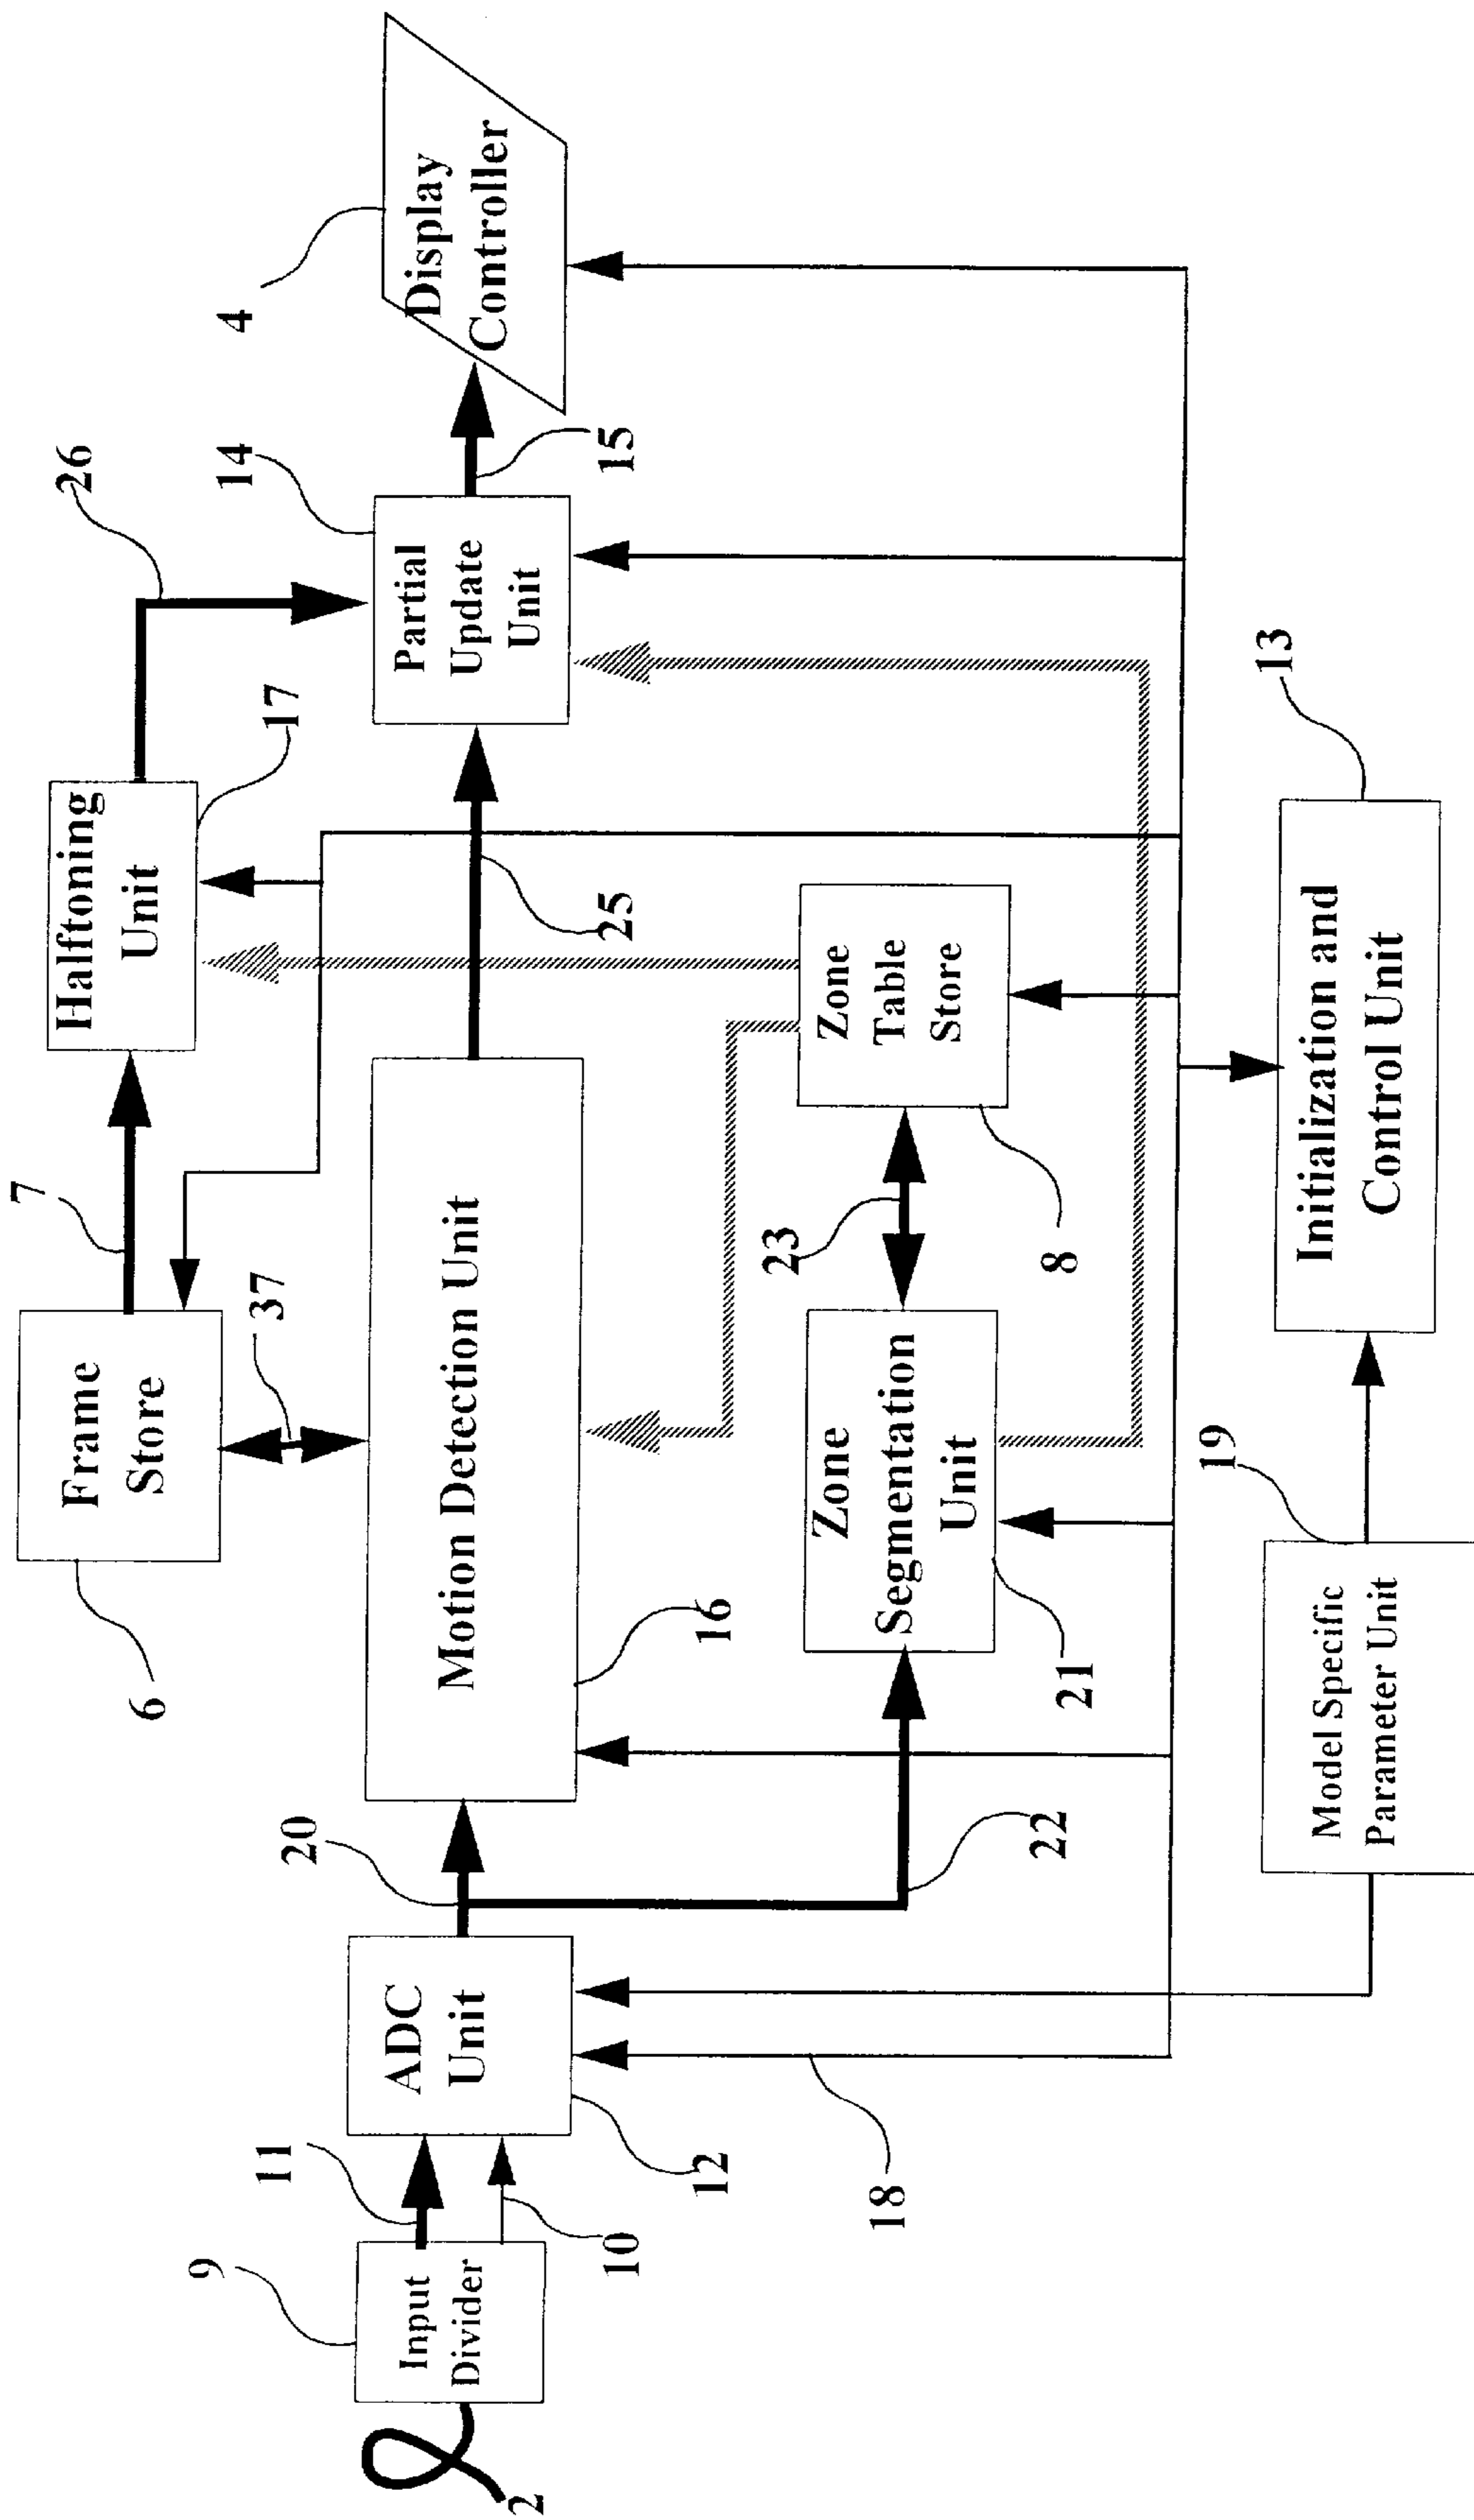 26
7
Halftoning
Unit
17
Frame
Store
37
6
4
14
Display
Controller
Partial
Update
Unit
15
25
Motion Detection Unit
16
20
ADC
Unit
11
9
Input
Divider
2
10
12
Zone
Table
Store
23
8
Zone
Segmentation
Unit
21
22
18
13
Initialization and
Control Unit
19
Model Specific
Parameter Unit